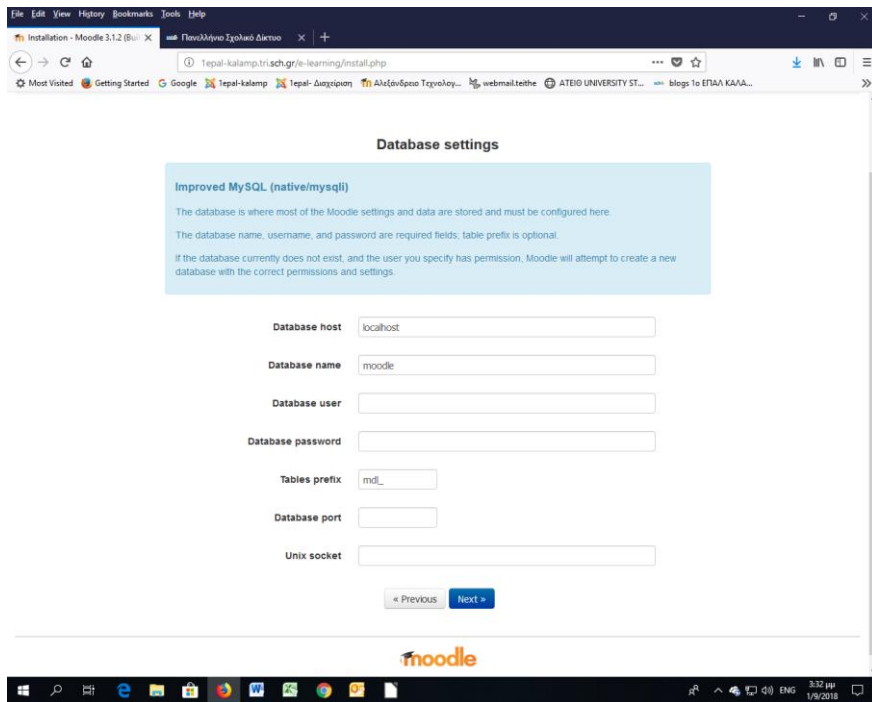 File Edit View History Bookmarks Tools Help
Installation - Moodle 3.1.2 (Buil
Πανελλήνιο Σχολικό Δίκτυο
1epal-kalamp.tri.sch.gr/e-learning/install.php
Most Visited Getting Started Google 1epal-kalamp 1epal- Διαχείριση Αλεξάνδρειο Τεχνολογ... webmail.teithe ΑΤΕΙΘ UNIVERSITY ST... blogs 1ο ΕΠΑΛ ΚΑΛΑ...
Database settings
Improved MySQL (native/mysqli)
The database is where most of the Moodle settings and data are stored and must be configured here.
The database name, username, and password are required fields; table prefix is optional.
If the database currently does not exist, and the user you specify has permission, Moodle will attempt to create a new
database with the correct permissions and settings.
Database host localhost
Database name moodle
Database user
Database password
Tables prefix mdl_
Database port
Unix socket
« Previous Next »
moodle
ENG 3:32 μμ
1/9/2018